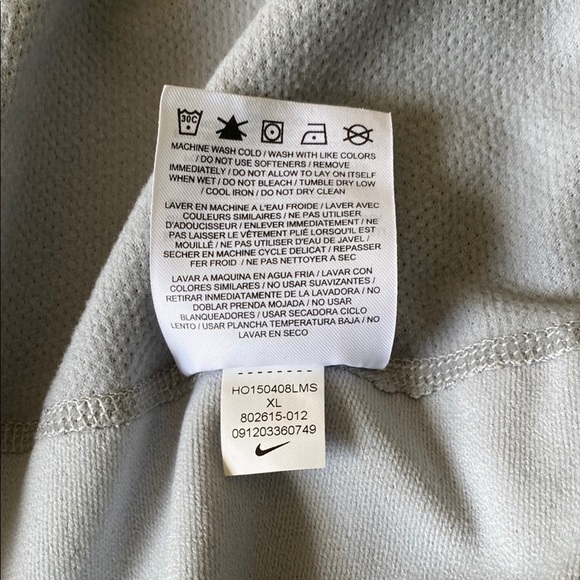 30C
MACHINE WASH COLD / WASH WITH LIKE COLORS
/ DO NOT USE SOFTENERS / REMOVE
IMMEDIATELY / DO NOT ALLOW TO LAY ON ITSELF
WHEN WET / DO NOT BLEACH / TUMBLE DRY LOW
/ COOL IRON / DO NOT DRY CLEAN
LAVER EN MACHINE A L'EAU FROIDE / LAVER AVEC
COULEURS SIMILAIRES / NE PAS UTILISER
D'ADOUCISSEUR / ENLEVER IMMÉDIATEMENT / NE
PAS LAISSER LE VÊTEMENT PLIÉ LORSQU'IL EST
MOUILLÉ / NE PAS UTILISER D'EAU DE JAVEL /
SECHER EN MACHINE CYCLE DELICAT / REPASSER
FER FROID / NE PAS NETTOYER A SEC
LAVAR A MAQUINA EN AGUA FRIA / LAVAR CON
COLORES SIMILARES / NO USAR SUAVIZANTES /
RETIRAR INMEDIATAMENTE DE LA LAVADORA / NO
DOBLAR PRENDA MOJADA / NO USAR
BLANQUEADORES / USAR SECADORA CICLO
LENTO / USAR PLANCHA TEMPERATURA BAJA / NO
LAVAR EN SECO
HO150408LMS
XL
802615-012
091203360749